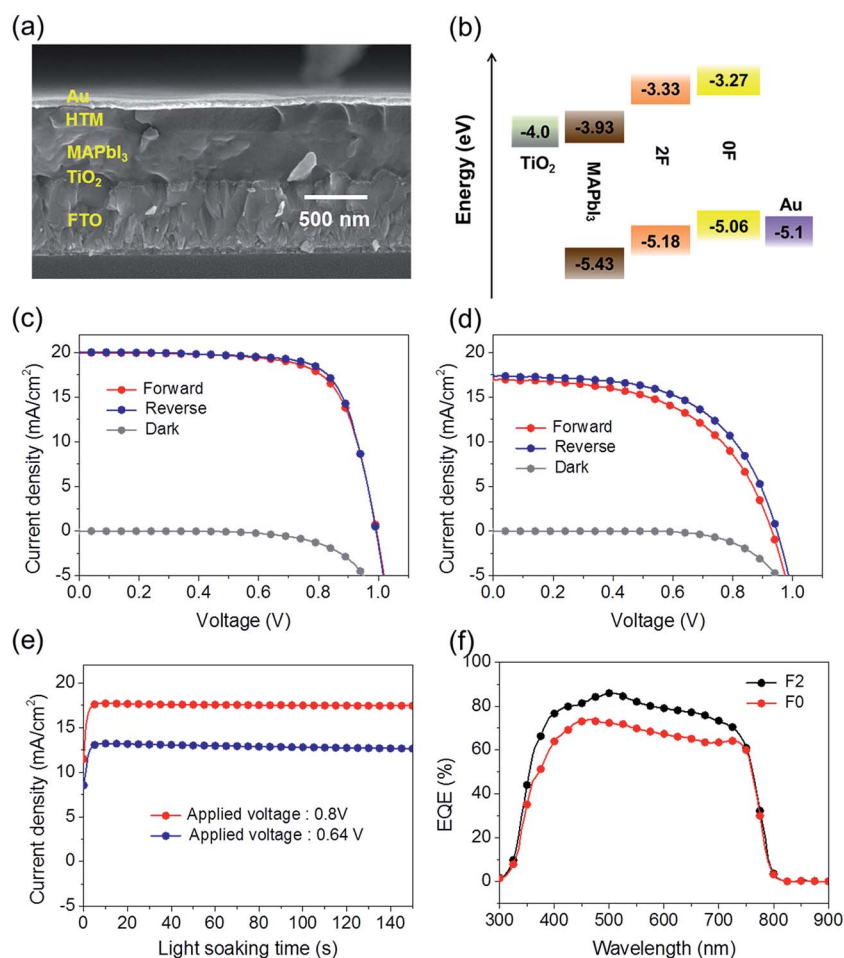 (a)
Au
HTM
MAPbI₃
TiO₂
FTO
500 nm
(b)
Energy (eV)
-4.0
TiO₂
-3.93
MAPbI₃
-5.43
-3.33
2F
-5.18
-3.27
0F
-5.06
Au
-5.1
(c)
Current density (mA/cm²)
20
15
10
5
0
-5
Forward
Reverse
Dark
0.0 0.2 0.4 0.6 0.8 1.0
Voltage (V)
(d)
Current density (mA/cm²)
20
15
10
5
0
-5
Forward
Reverse
Dark
0.0 0.2 0.4 0.6 0.8 1.0
Voltage (V)
(e)
Current density (mA/cm²)
20
15
10
5
0
-5
Applied voltage : 0.8V
Applied voltage : 0.64 V
0 20 40 60 80 100 120 140
Light soaking time (s)
(f)
EQE (%)
100
80
60
40
20
0
F2
F0
300 400 500 600 700 800 900
Wavelength (nm)